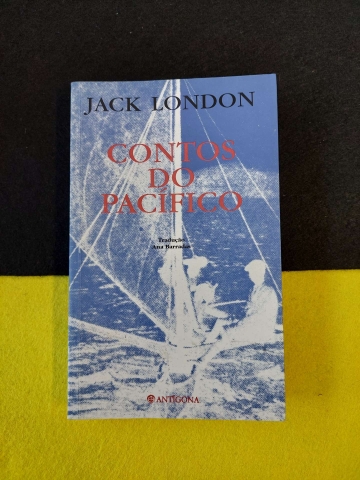 JACK LONDON
CONTOS
DO
PACÍFICO
Tradução:
Ana Barradas
ANTÍGONA